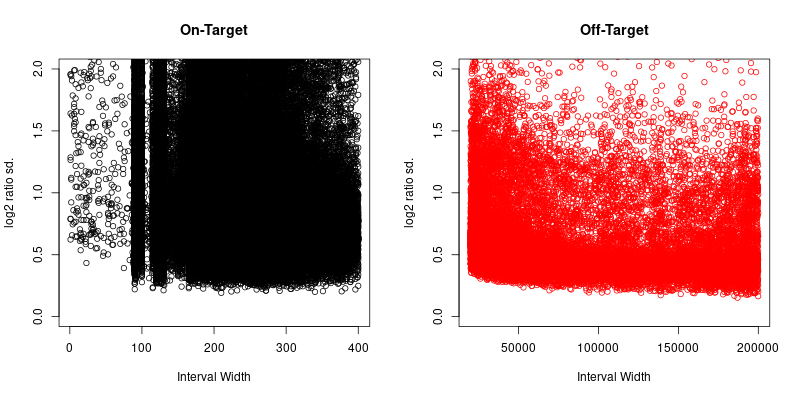 On-Target
log2 ratio sd.
2.0
1.5
1.0
0.5
0.0
0 100 200 300 400
Interval Width
Off-Target
log2 ratio sd.
2.0
1.5
1.0
0.5
0.0
50000 100000 150000 200000
Interval Width